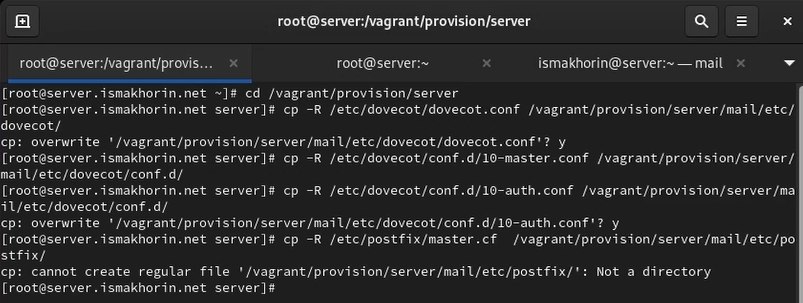 root@server:/vagrant/provision/server
root@server:/vagrant/provis...
root@server:~
ismakhorin@server:~ — mail
[root@server.ismakhorin.net ~]# cd /vagrant/provision/server
[root@server.ismakhorin.net server]# cp -R /etc/dovecot/dovecot.conf /vagrant/provision/server/mail/etc/
dovecot/
cp: overwrite '/vagrant/provision/server/mail/etc/dovecot/dovecot.conf'? y
[root@server.ismakhorin.net server]# cp -R /etc/dovecot/conf.d/10-master.conf /vagrant/provision/server/
mail/etc/dovecot/conf.d/
[root@server.ismakhorin.net server]# cp -R /etc/dovecot/conf.d/10-auth.conf /vagrant/provision/server/ma
il/etc/dovecot/conf.d/
cp: overwrite '/vagrant/provision/server/mail/etc/dovecot/conf.d/10-auth.conf'? y
[root@server.ismakhorin.net server]# cp -R /etc/postfix/master.cf  /vagrant/provision/server/mail/etc/po
stfix/
cp: cannot create regular file '/vagrant/provision/server/mail/etc/postfix/': Not a directory
[root@server.ismakhorin.net server]#